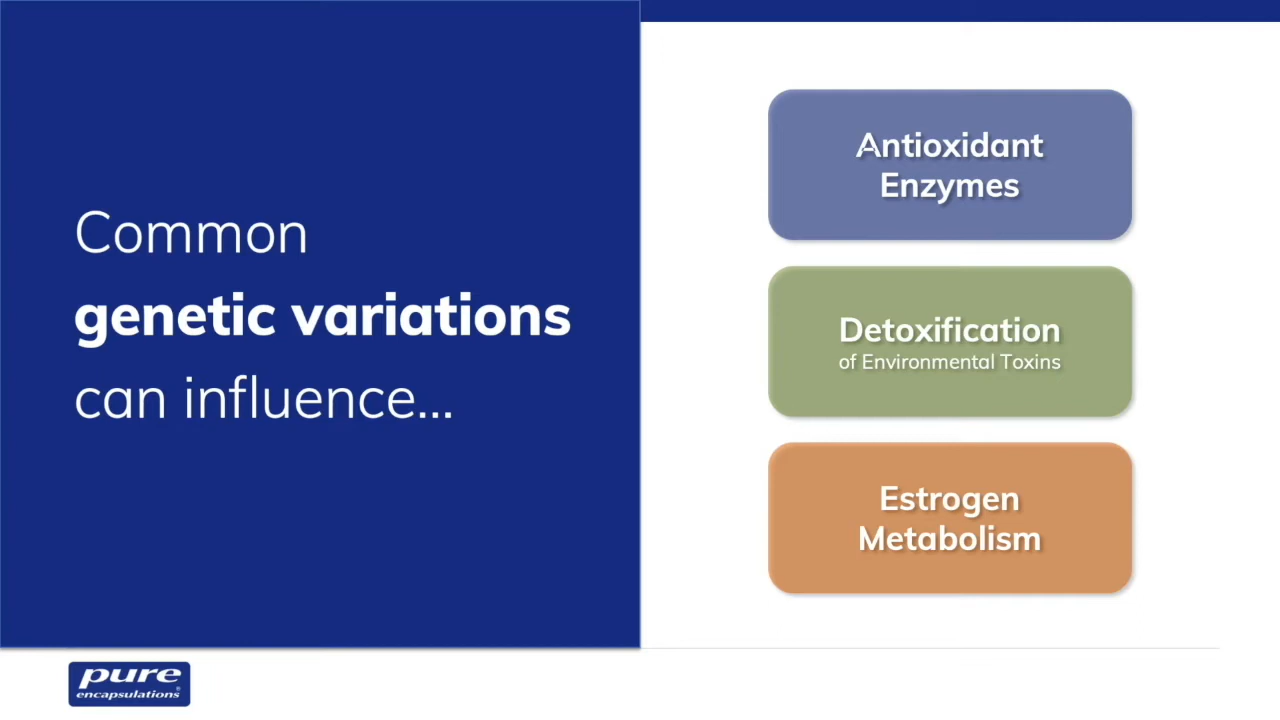 Common
genetic variations
can influence...
Antioxidant
Enzymes
Detoxification
of Environmental Toxins
Estrogen
Metabolism
pure
encapsulations®